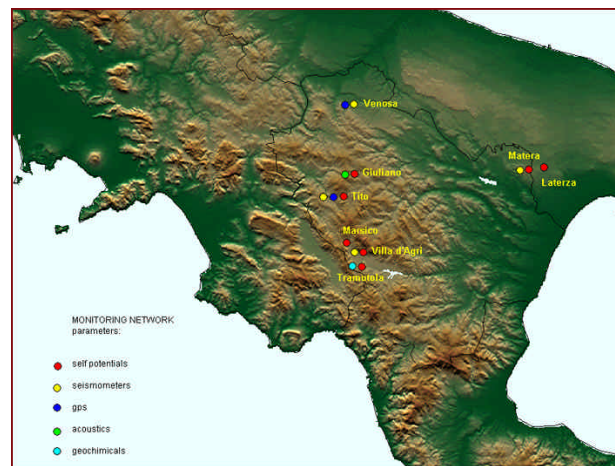 Venosa
Matera
Laterza
Giuliano
Tito
Marsico
Villa d'Agri
Tramutola
MONITORING NETWORK
parameters:
self potentials
seismometers
gps
acoustics
geochimicals